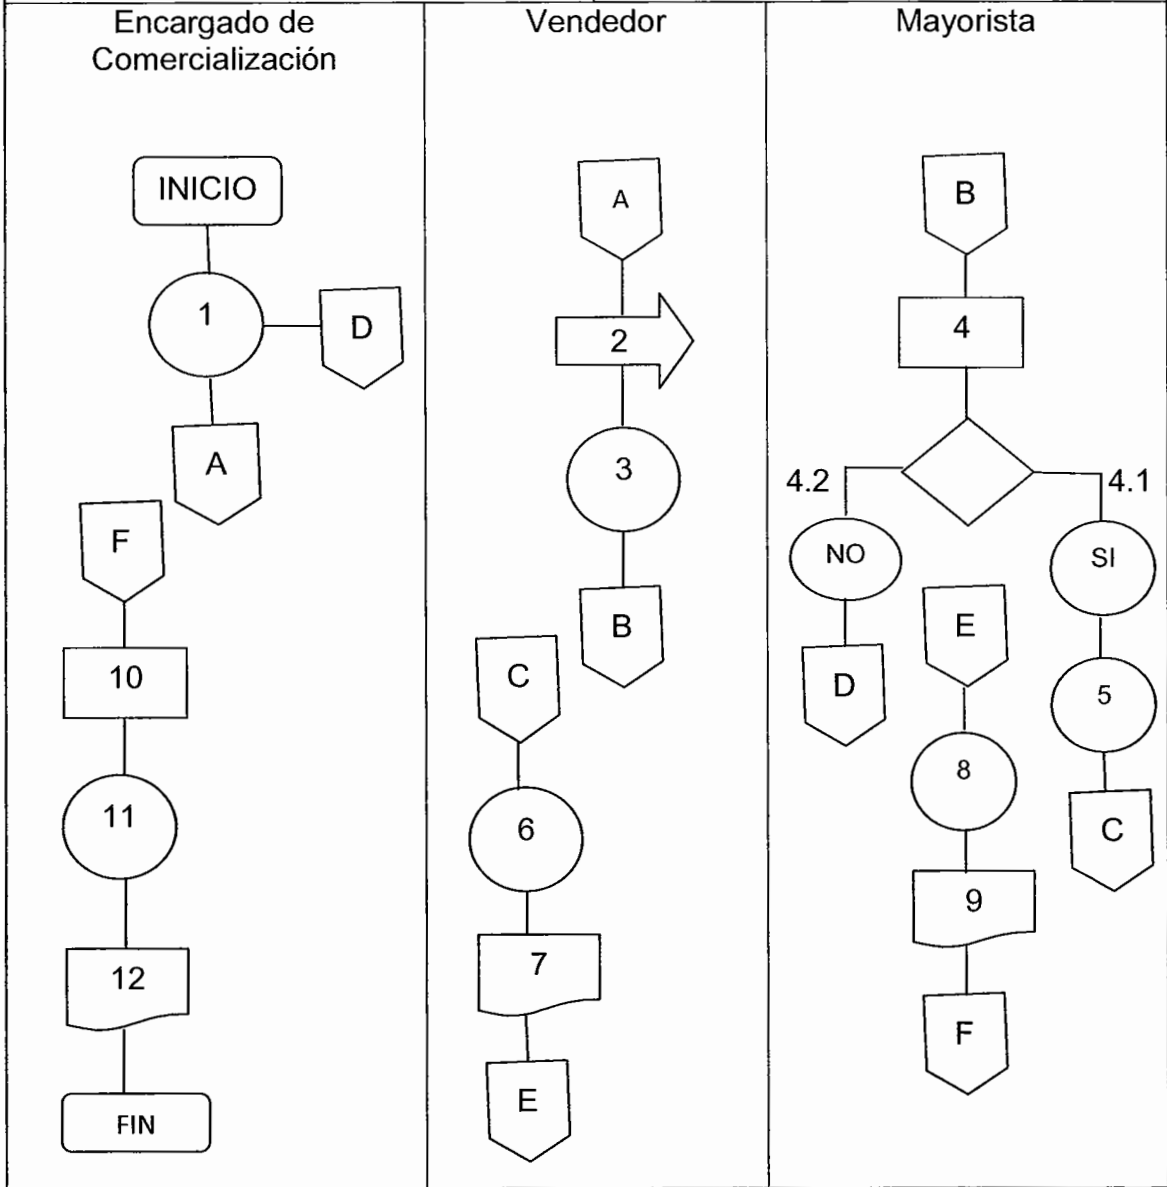 Encargado de
Comercialización
INICIO
1
D
A
F
10
11
12
FIN
Vendedor
A
2
3
B
C
6
7
E
Mayorista
B
4
4.2
4.1
NO
SI
E
D
5
8
C
9
F